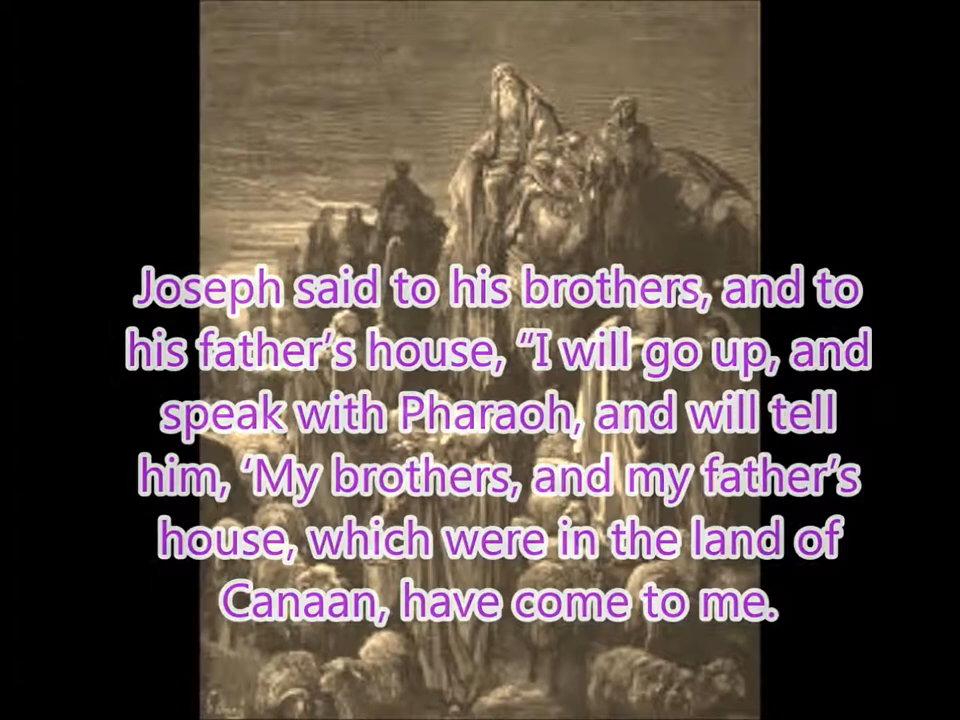 Joseph said to his brothers, and to
his father’s house, “I will go up, and
speak with Pharaoh, and will tell
him, ‘My brothers, and my father’s
house, which were in the land of
Canaan, have come to me.